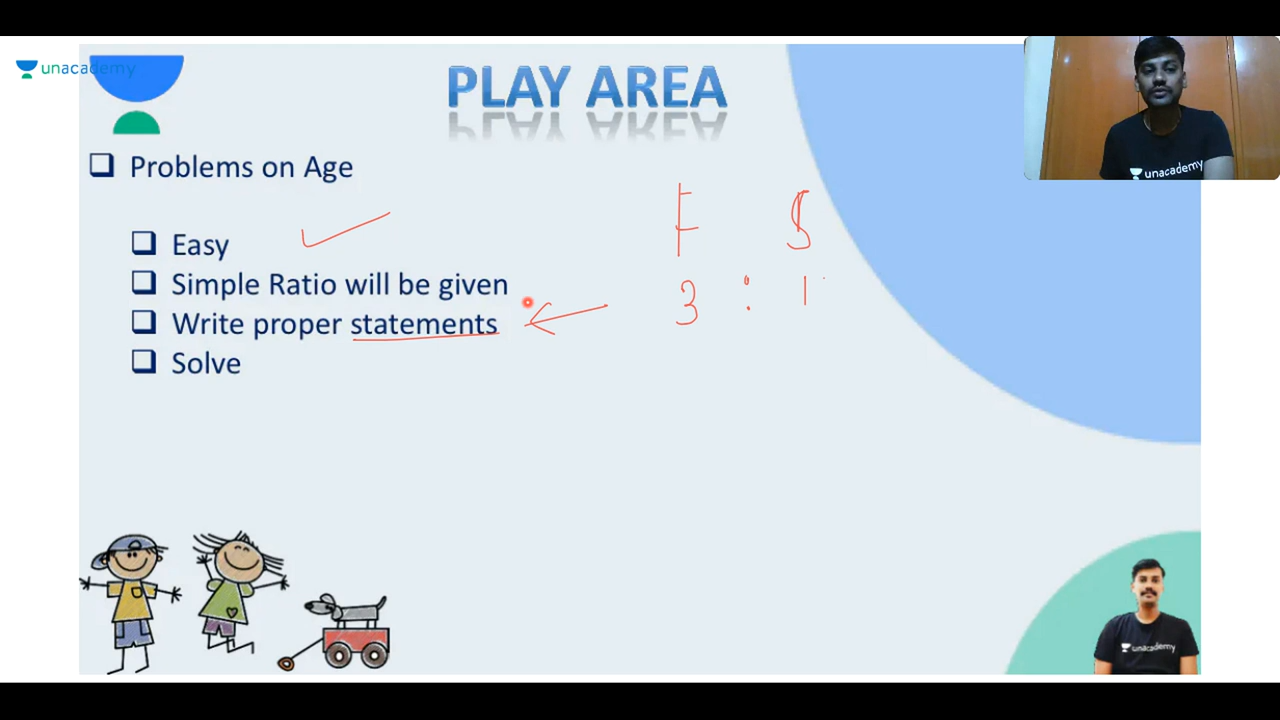 unacademy
PLAY AREA
Problems on Age
Easy
Simple Ratio will be given
Write proper statements
Solve
F S
3 : 1
unacademy
unacademy